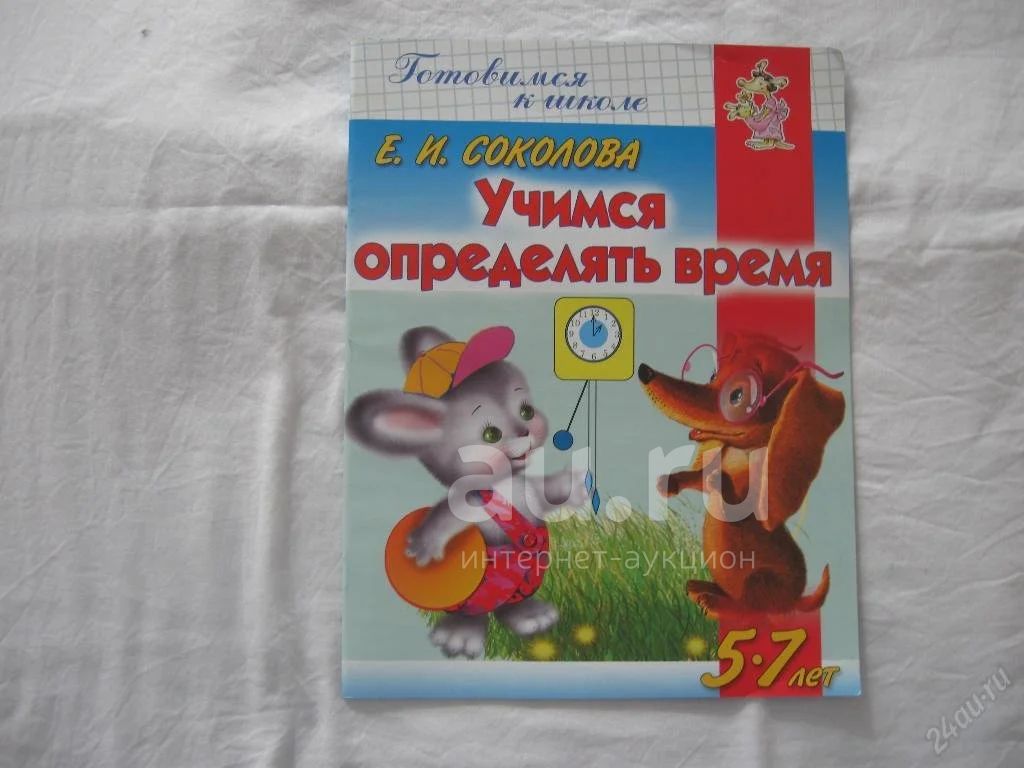 Готовимся
к школе
Е. И. СОКОЛОВА
Учимся
определять время
au.ru
интернет-аукцион
5-7 лет
24au.ru